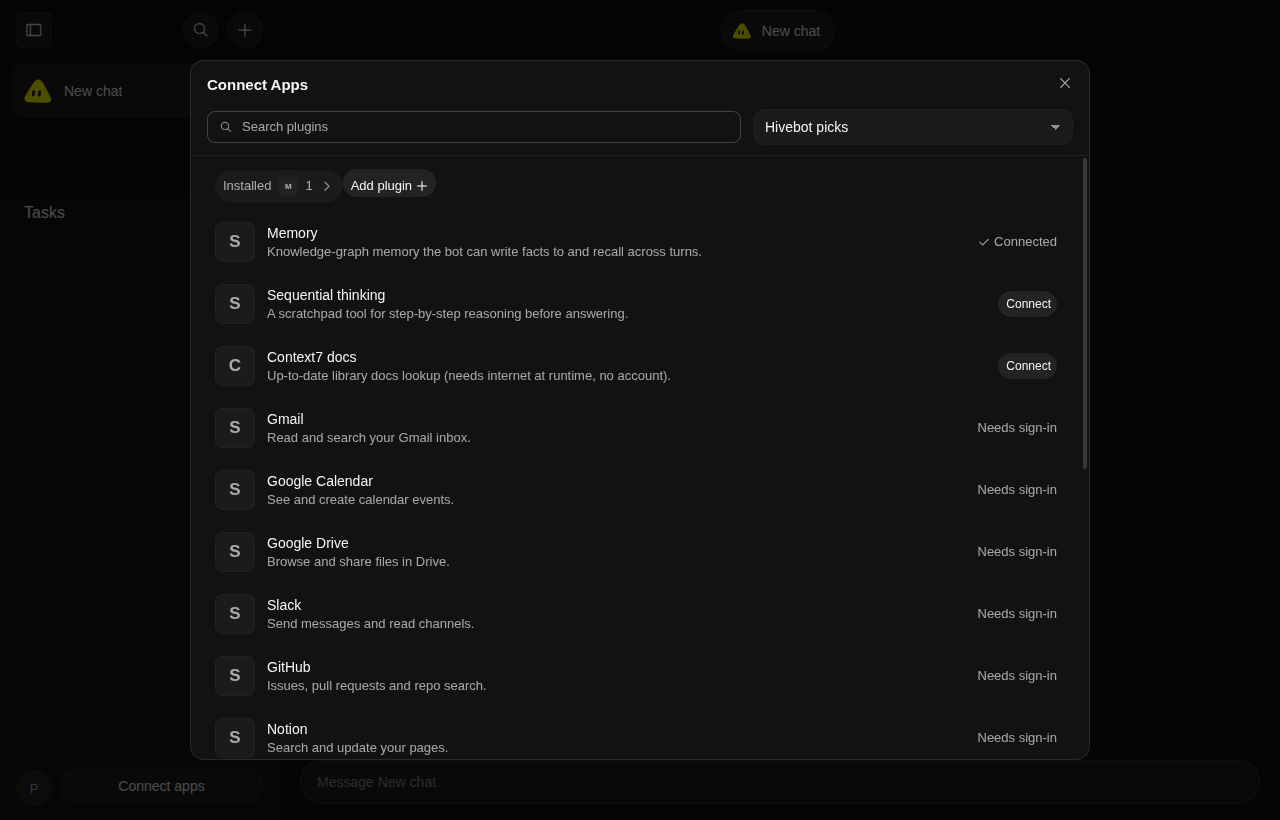 New chat
New chat
Connect Apps
Search plugins
Hivebot picks
Installed M 1
Add plugin
Tasks
S
Memory
Knowledge-graph memory the bot can write facts to and recall across turns.
Connected
S
Sequential thinking
A scratchpad tool for step-by-step reasoning before answering.
Connect
C
Context7 docs
Up-to-date library docs lookup (needs internet at runtime, no account).
Connect
S
Gmail
Read and search your Gmail inbox.
Needs sign-in
S
Google Calendar
See and create calendar events.
Needs sign-in
S
Google Drive
Browse and share files in Drive.
Needs sign-in
S
Slack
Send messages and read channels.
Needs sign-in
S
GitHub
Issues, pull requests and repo search.
Needs sign-in
S
Notion
Search and update your pages.
Needs sign-in
P
Connect apps
Message New chat